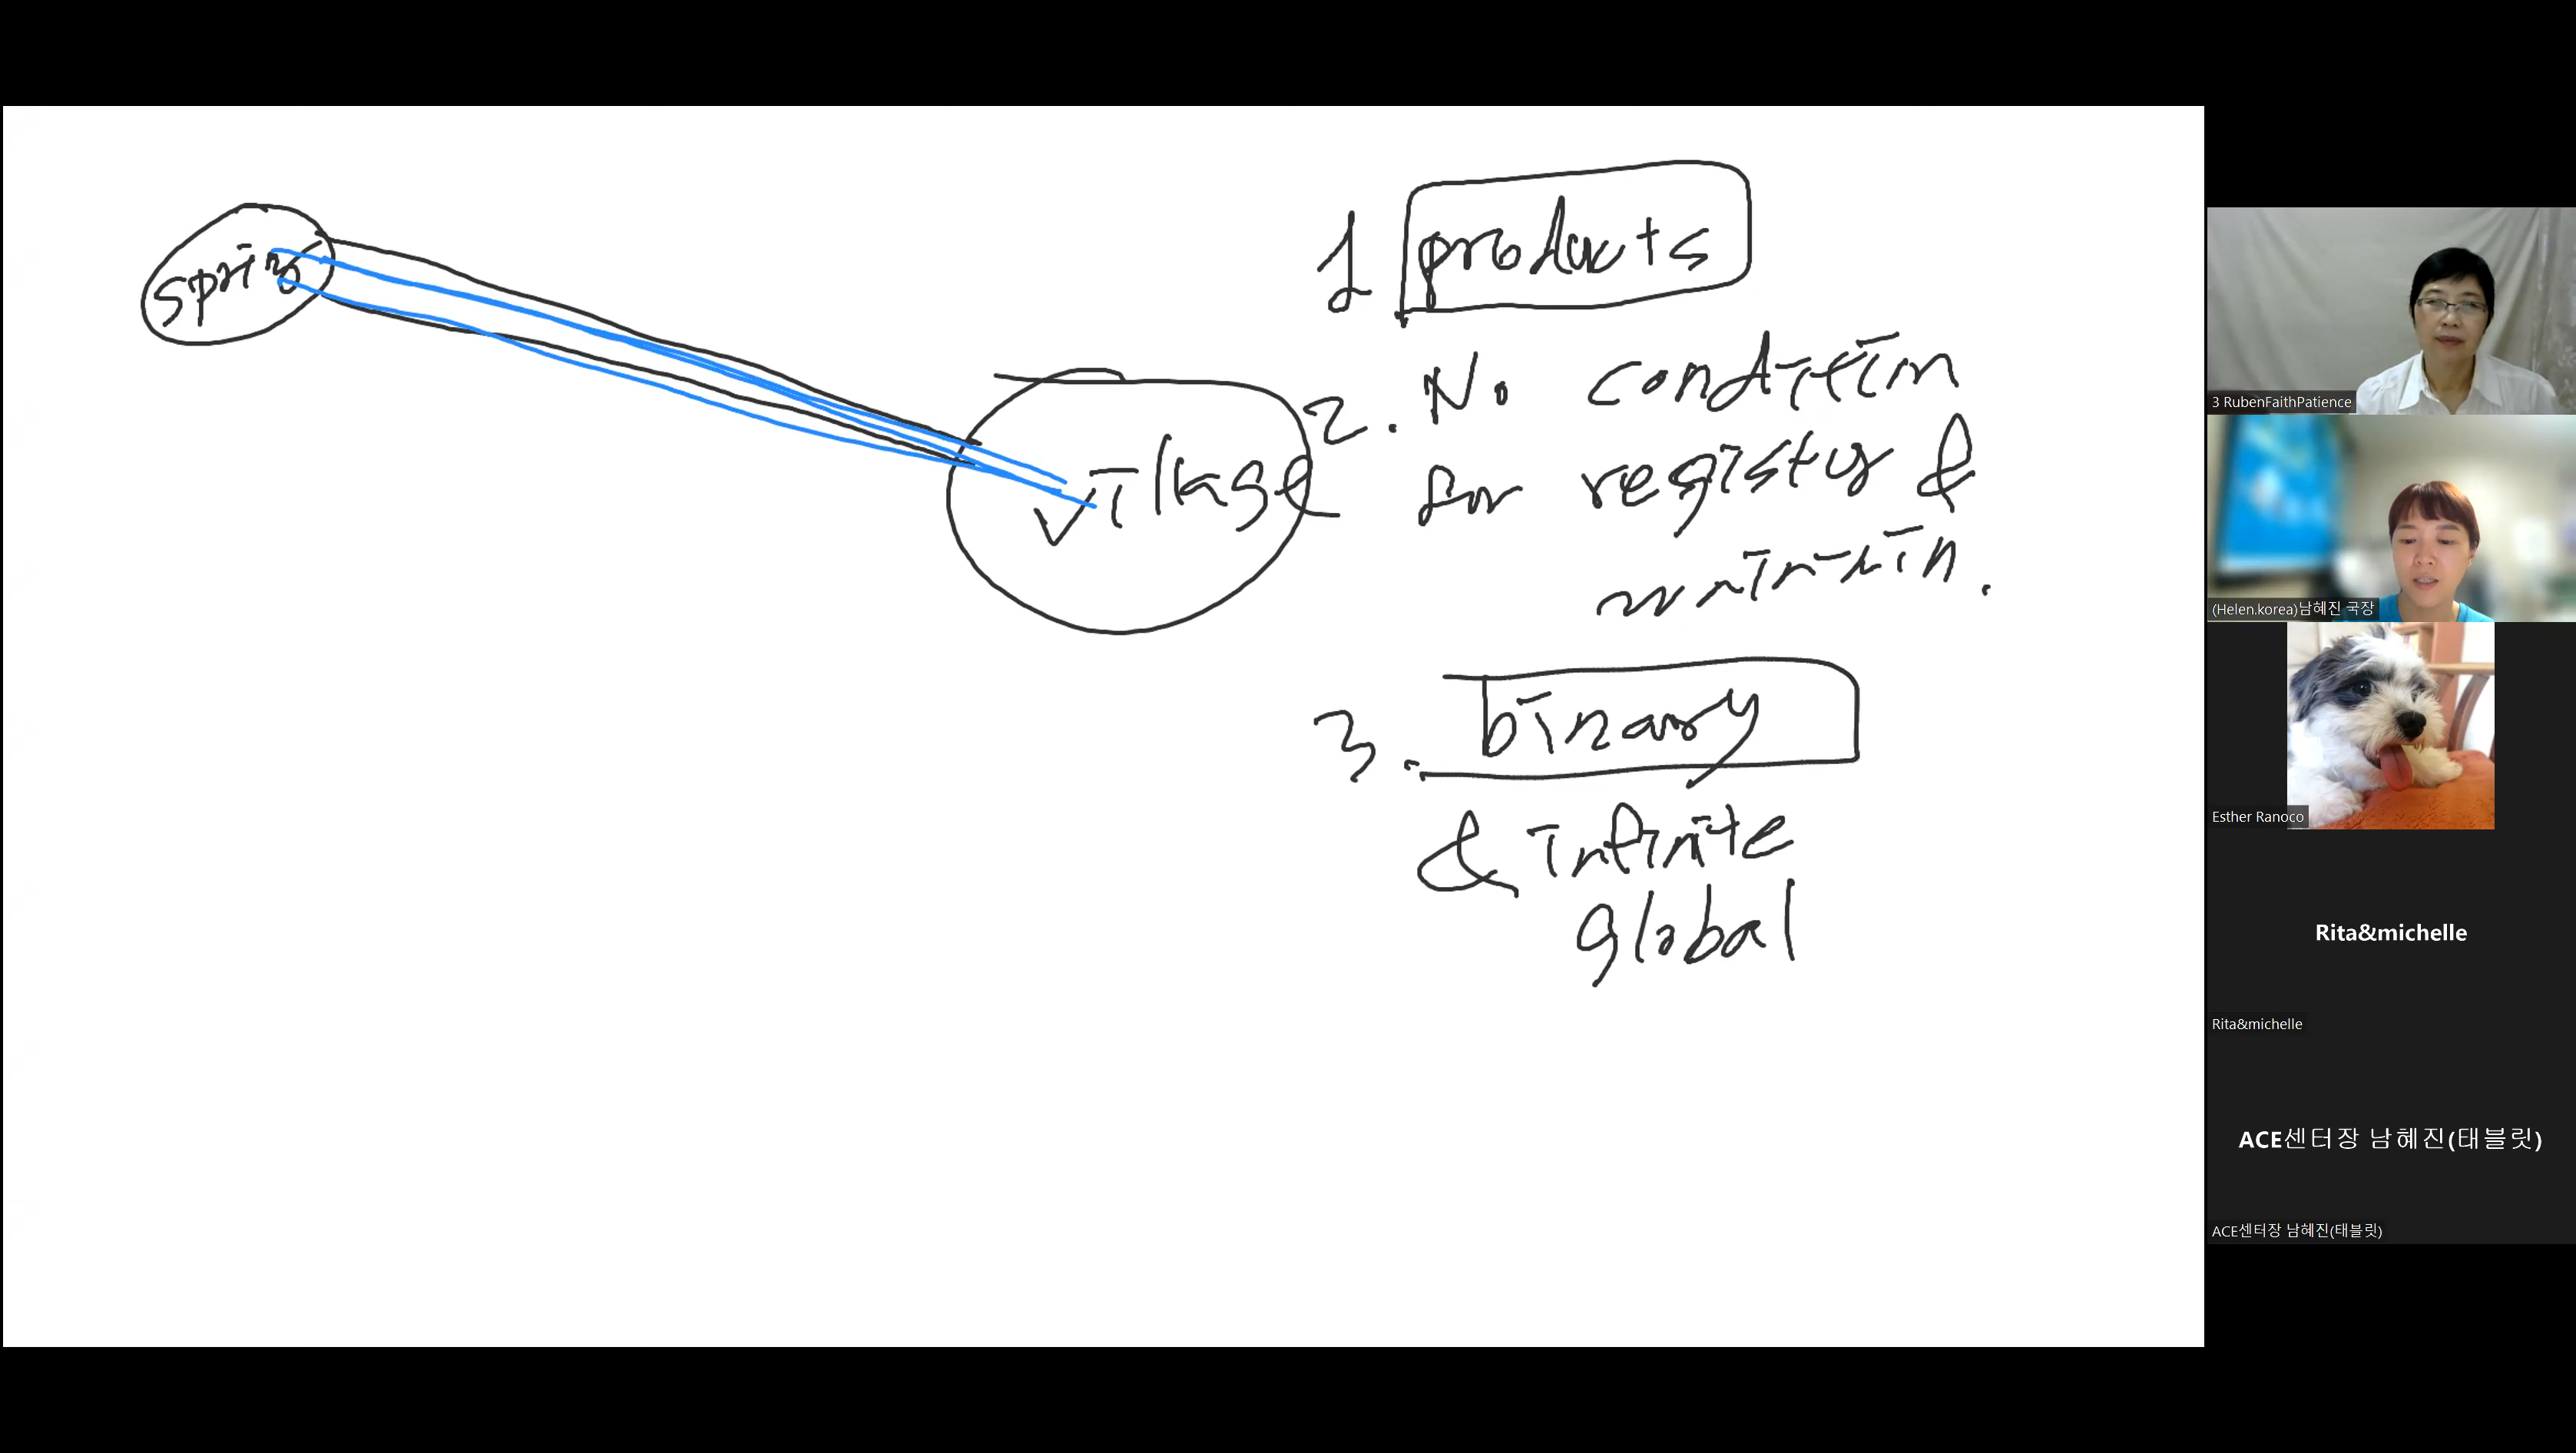 spring
vilkge
1 products
2. No condition
for registry &
3. binary
& infinite
global
3 RubenFaithPatience
(Helen.korea)남혜진 국장
Esther Ranoco
Rita&michelle
Rita&michelle
ACE센터장 남혜진(태블릿)
ACE센터장 남혜진(태블릿)